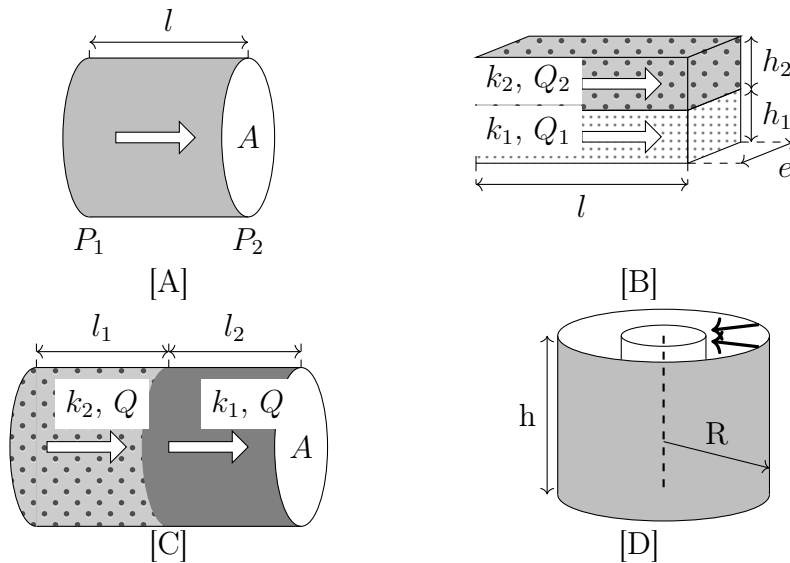 l
A
P₁
P₂
[A]
k₂, Q₂
k₁, Q₁
h₂
h₁
e
l
[B]
l₁
l₂
k₂, Q
k₁, Q
A
[C]
h
R
[D]